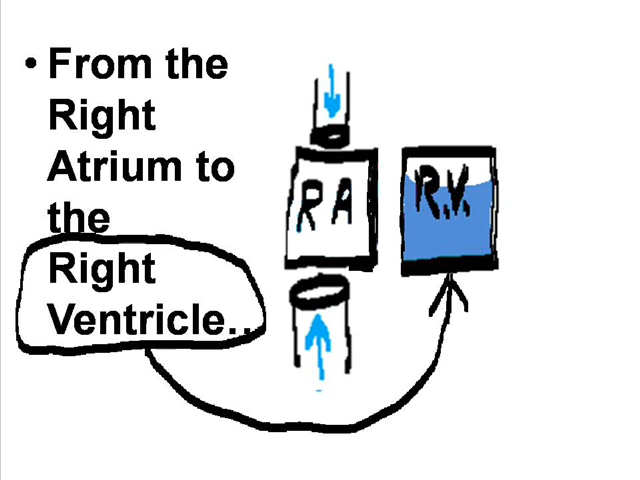 • From the
Right
Atrium to
the
Right
Ventricle...
RA
R.V.